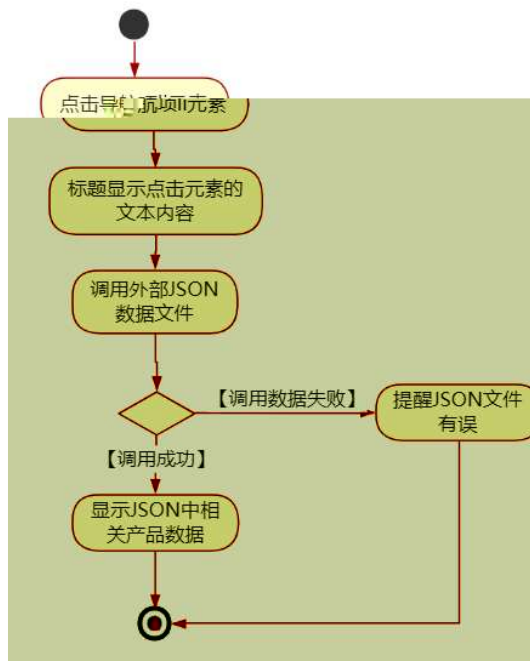 点击导航项li元素
标题显示点击元素的
文本内容
调用外部JSON
数据文件
【调用数据失败】
提醒JSON文件
有误
【调用成功】
显示JSON中相
关产品数据